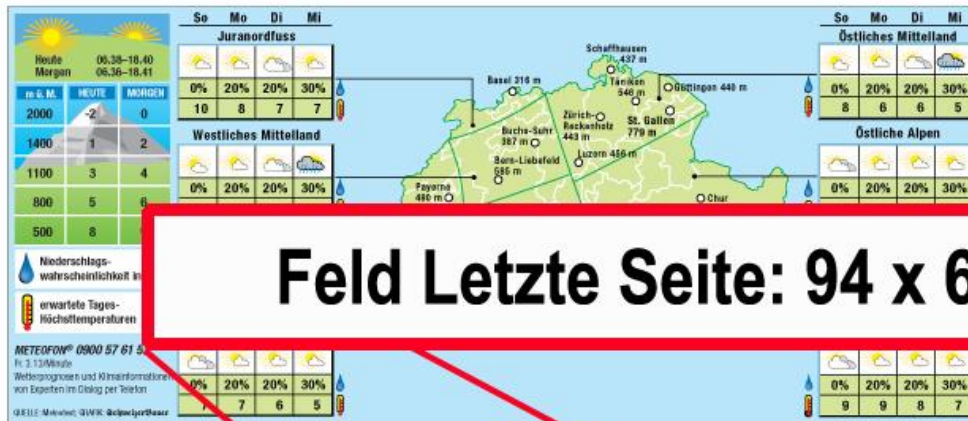 Heute 06.38–18.40
Morgen 06.36–18.41
m ü. M. HEUTE MORGEN
2000 -2 0
1400 1 2
1100 3 4
800 5 6
500 8
Niederschlags-
wahrscheinlichkeit in
erwartete Tages-
Höchsttemperaturen
METEOFON® 0900 57 61 5
Fr. 3.13/Minute
Wetterprognosen und Klimainformationen
von Experten im Dialog per Telefon
QUELLE: Meteotest; GRAFIK: SchweizerBauer
So Mo Di Mi
Juranordfuss
0% 20% 20% 30%
10 8 7 7
Westliches Mittelland
0% 20% 20% 30%
Schaffhausen
437 m
Basel 316 m
Tänikon
546 m
Güttingen 440 m
Zürich-
Reckenholz
443 m
St. Gallen
779 m
Buchs-Suhr
387 m
Bern-Liebefeld
565 m
Luzern 456 m
Payerne
490 m
Chur
So Mo Di Mi
Östliches Mittelland
0% 20% 20% 30%
8 6 6 5
Östliche Alpen
0% 20% 20% 30%
Feld Letzte Seite: 94 x 6
0% 20% 20% 30%
7 6 5
0% 20% 20% 30%
9 9 8 7